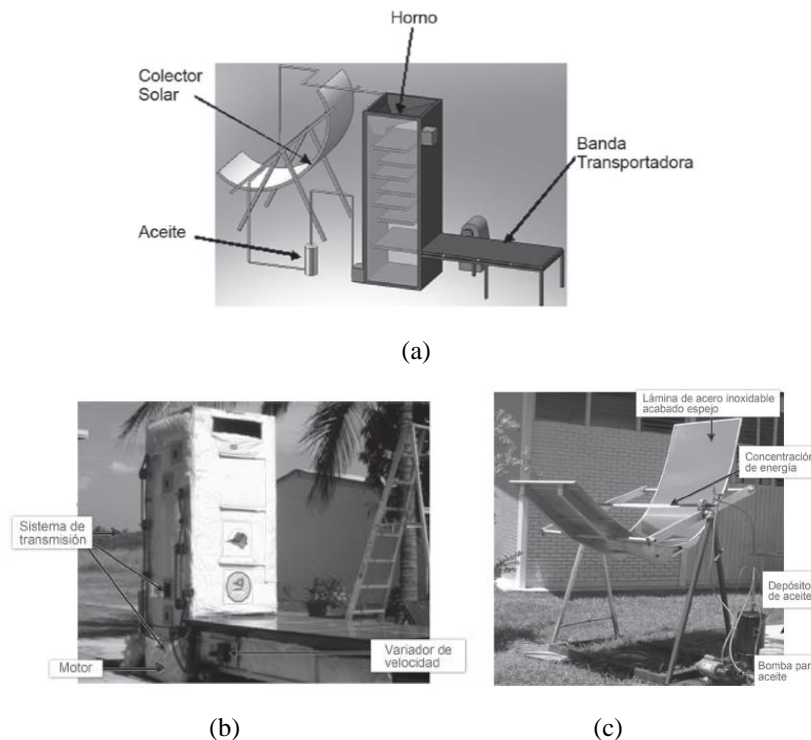 Horno
Colector
Solar
Banda
Transportadora
Aceite
(a)
Lámina de acero inoxidable
acabado espejo
Concentración
de energía
Sistema de
transmisión
Depósito
de aceite
Motor
Variador de
velocidad
Bomba par
aceite
(b)
(c)